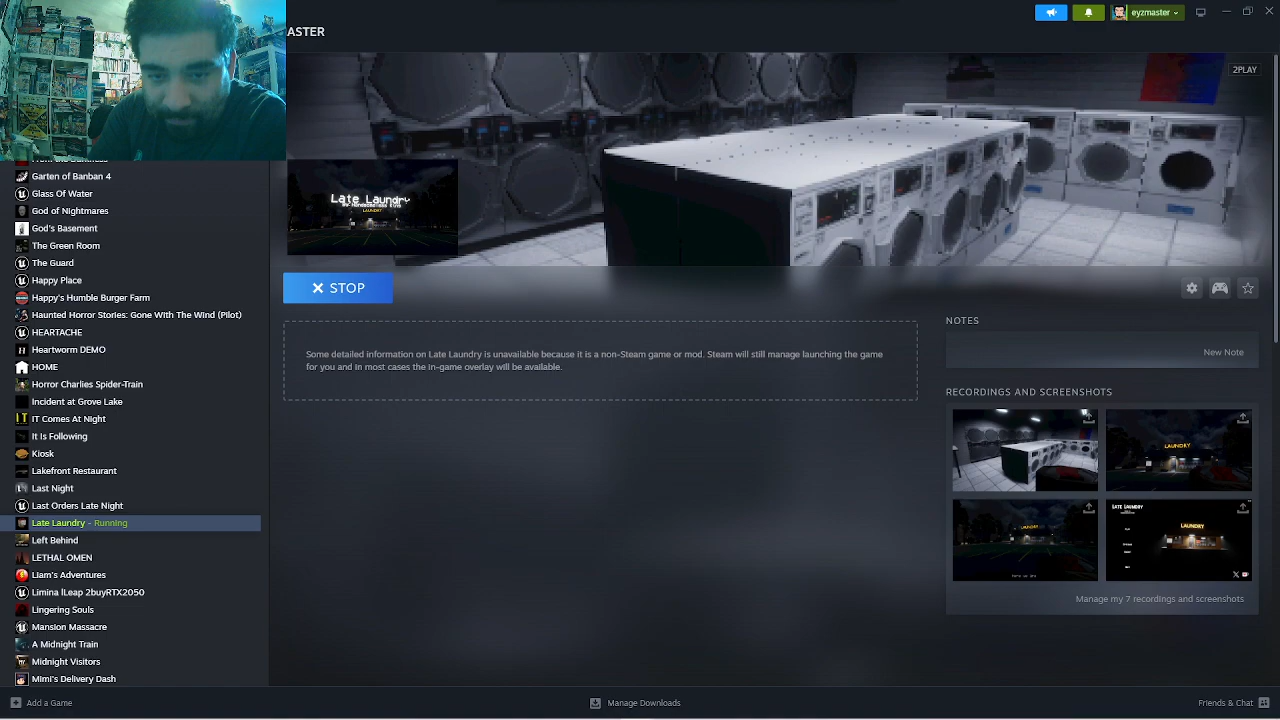 ASTER
eyzmaster
2PLAY
Late Laundry
LAUNDRY
STOP
Some detailed information on Late Laundry is unavailable because it is a non-Steam game or mod. Steam will still manage launching the game
for you and in most cases the in-game overlay will be available.
NOTES
New Note
RECORDINGS AND SCREENSHOTS
LAUNDRY
LATE LAUNDRY
LAUNDRY
here we are
Manage my 7 recordings and screenshots
Garten of Banban 4
Glass Of Water
God of Nightmares
God's Basement
The Green Room
The Guard
Happy Place
Happy's Humble Burger Farm
Haunted Horror Stories: Gone With The Wind (Pilot)
HEARTACHE
Heartworm DEMO
HOME
Horror Charlies Spider-Train
Incident at Grove Lake
IT Comes At Night
It Is Following
Kiosk
Lakefront Restaurant
Last Night
Last Orders Late Night
Late Laundry - Running
Left Behind
LETHAL OMEN
Liam's Adventures
Limina lLeap 2buyRTX2050
Lingering Souls
Mansion Massacre
A Midnight Train
Midnight Visitors
Mimi's Delivery Dash
Add a Game
Manage Downloads
Friends & Chat